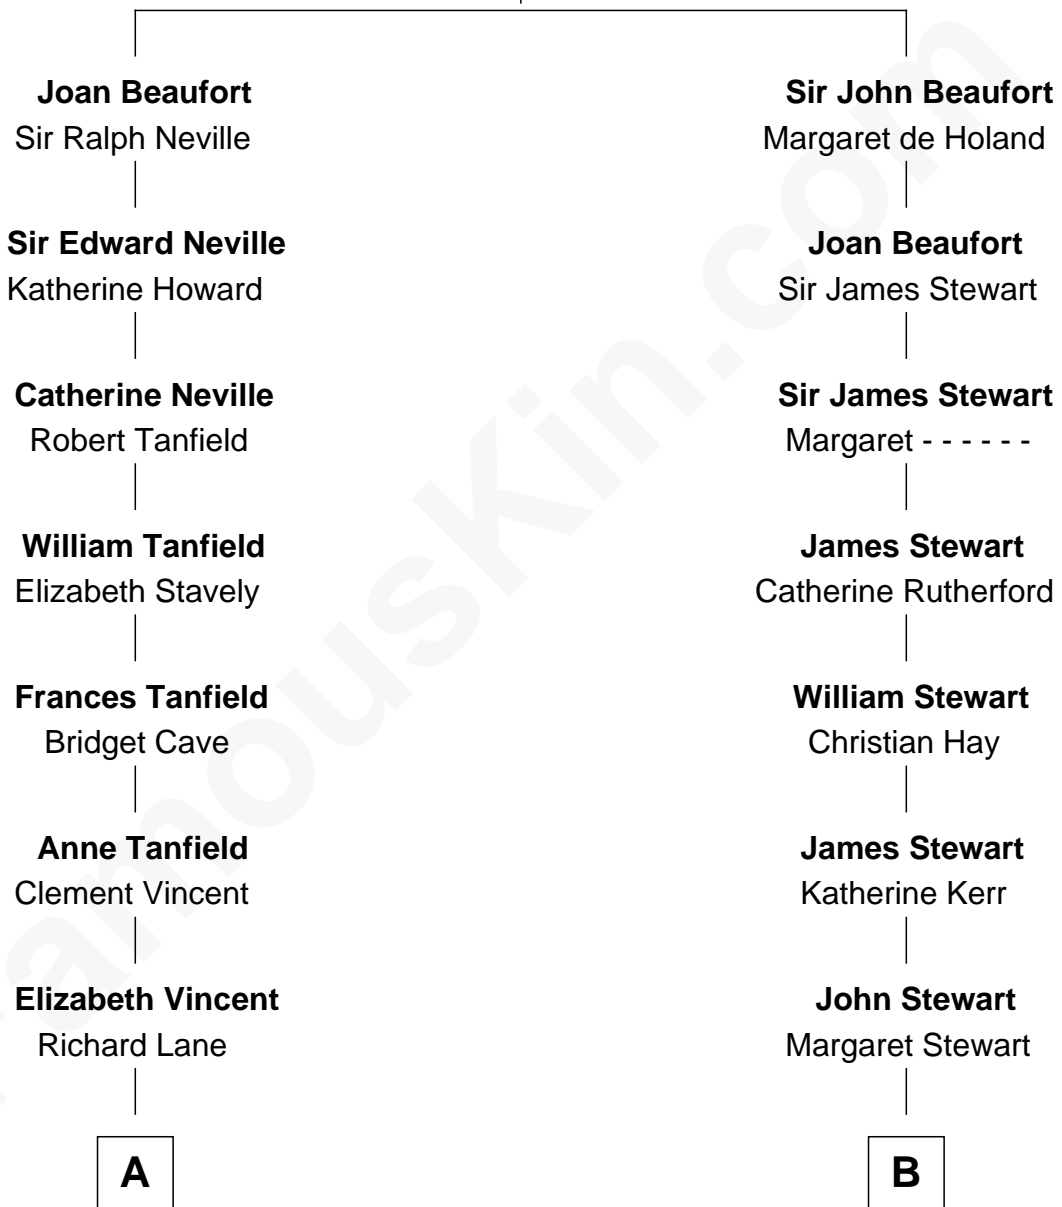 Joan Beaufort
Sir Ralph Neville
Sir Edward Neville
Katherine Howard
Catherine Neville
Robert Tanfield
William Tanfield
Elizabeth Stavely
Frances Tanfield
Bridget Cave
Anne Tanfield
Clement Vincent
Elizabeth Vincent
Richard Lane
A
Sir John Beaufort
Margaret de Holand
Joan Beaufort
Sir James Stewart
Sir James Stewart
Margaret - - - - - -
James Stewart
Catherine Rutherford
William Stewart
Christian Hay
James Stewart
Katherine Kerr
John Stewart
Margaret Stewart
B
FamousKin.com